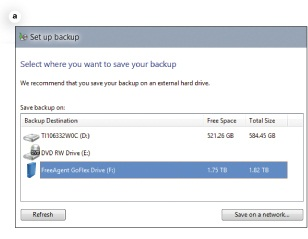 a
Set up backup
Select where you want to save your backup
We recommend that you save your backup on an external hard drive.
Save backup on:
Backup Destination Free Space Total Size
TI106332W0C (D:) 521.26 GB 584.45 GB
DVD RW Drive (E:)
FreeAgent GoFlex Drive (F:) 1.75 TB 1.82 TB
Refresh Save on a network...